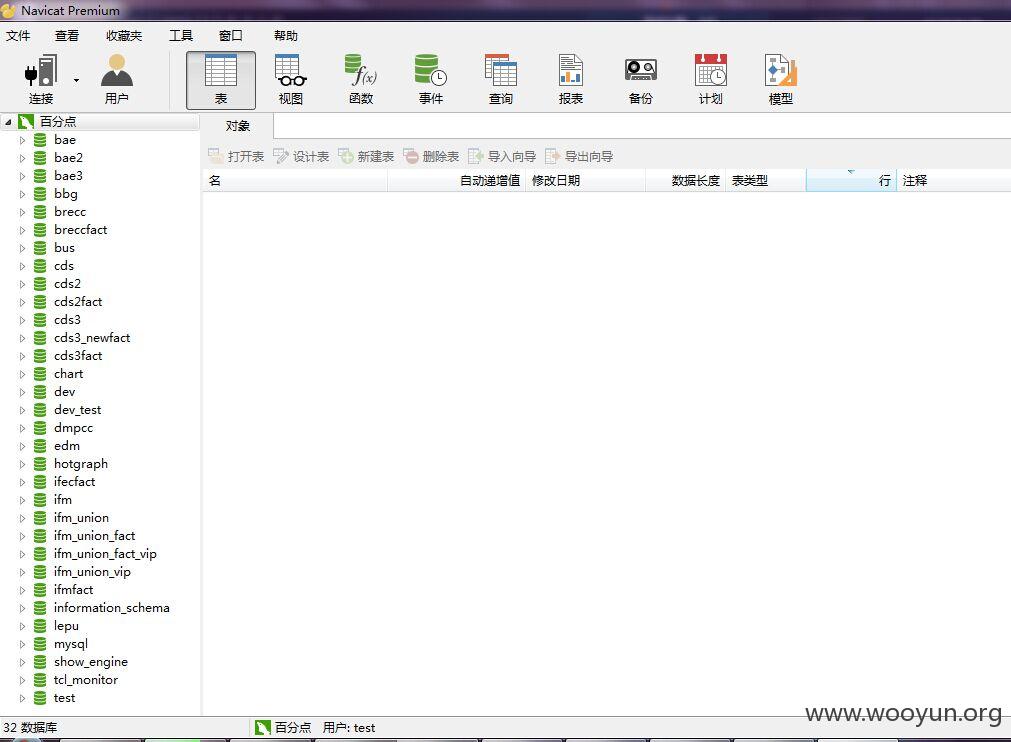 Navicat Premium
文件 查看 收藏夹 工具 窗口 帮助
连接 用户 表 视图 函数 事件 查询 报表 备份 计划 模型
百分点
bae
bae2
bae3
bbg
brecc
breccfact
bus
cds
cds2
cds2fact
cds3
cds3_newfact
cds3fact
chart
dev
dev_test
dmpcc
edm
hotgraph
ifecfact
ifm
ifm_union
ifm_union_fact
ifm_union_fact_vip
ifm_union_vip
ifmfact
information_schema
lepu
mysql
show_engine
tcl_monitor
test
对象
打开表 设计表 新建表 删除表 导入向导 导出向导
名 自动递增值 修改日期 数据长度 表类型 行 注释
www.wooyun.org
32 数据库 百分点 用户: test